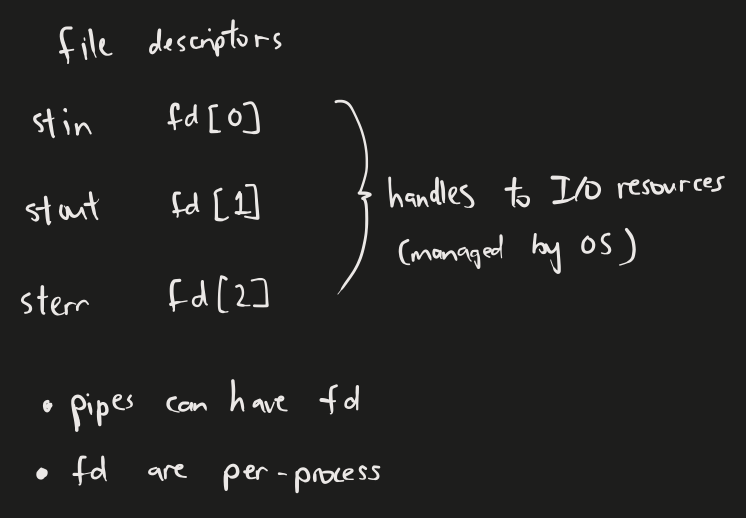 file descriptors
stin fd[0]
stout fd[1]
sterr fd[2]
handles to I/O resources
(managed by OS)
• pipes can have fd
• fd are per-process